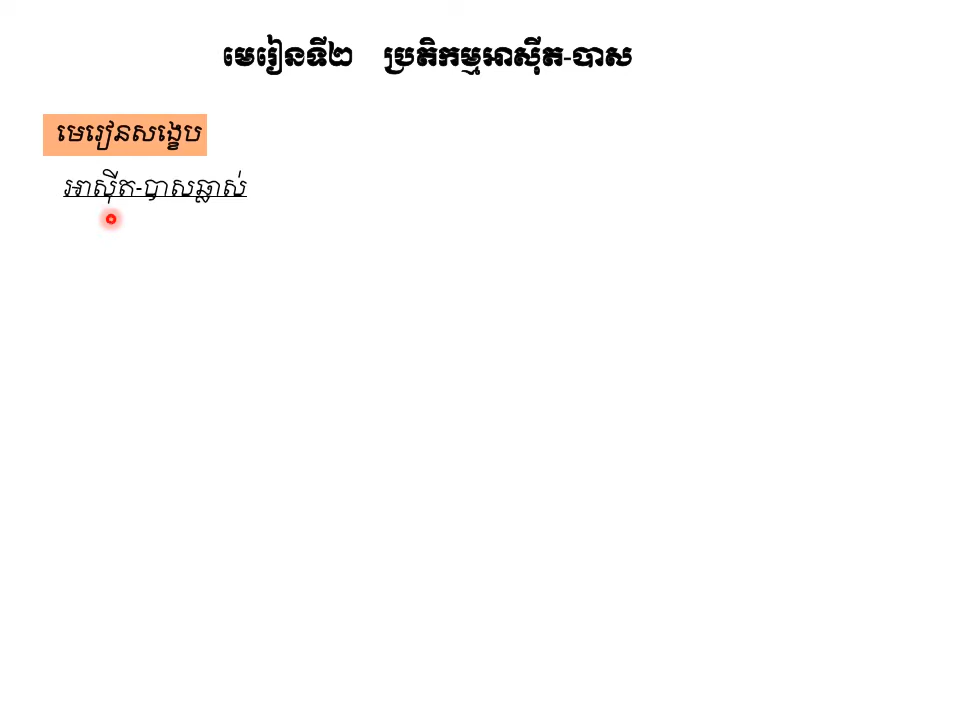 មេរៀនទី២ ប្រតិកម្មអាស៊ីត-បាស
មេរៀនសង្ខេប
អាស៊ីត-បាសឆ្លាស់